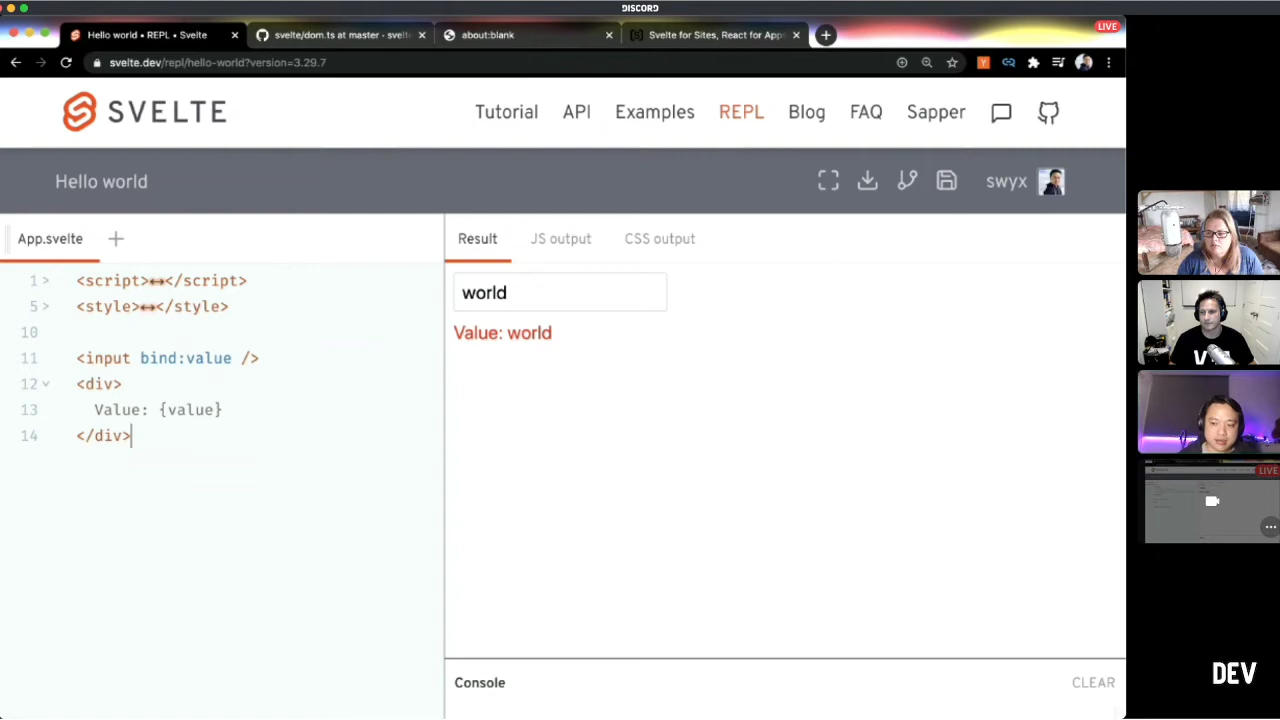 DISCORD
Hello world • REPL • Svelte
svelte/dom.ts at master · svelte
about:blank
Svelte for Sites, React for Apps
LIVE
svelte.dev/repl/hello-world?version=3.29.7
SVELTE
Tutorial
API
Examples
REPL
Blog
FAQ
Sapper
Hello world
swyx
App.svelte
Result
JS output
CSS output
1 <script>↔</script>
5 <style>↔</style>
10
11 <input bind:value />
12 <div>
13 Value: {value}
14 </div>
world
Value: world
LIVE
Console
CLEAR
DEV